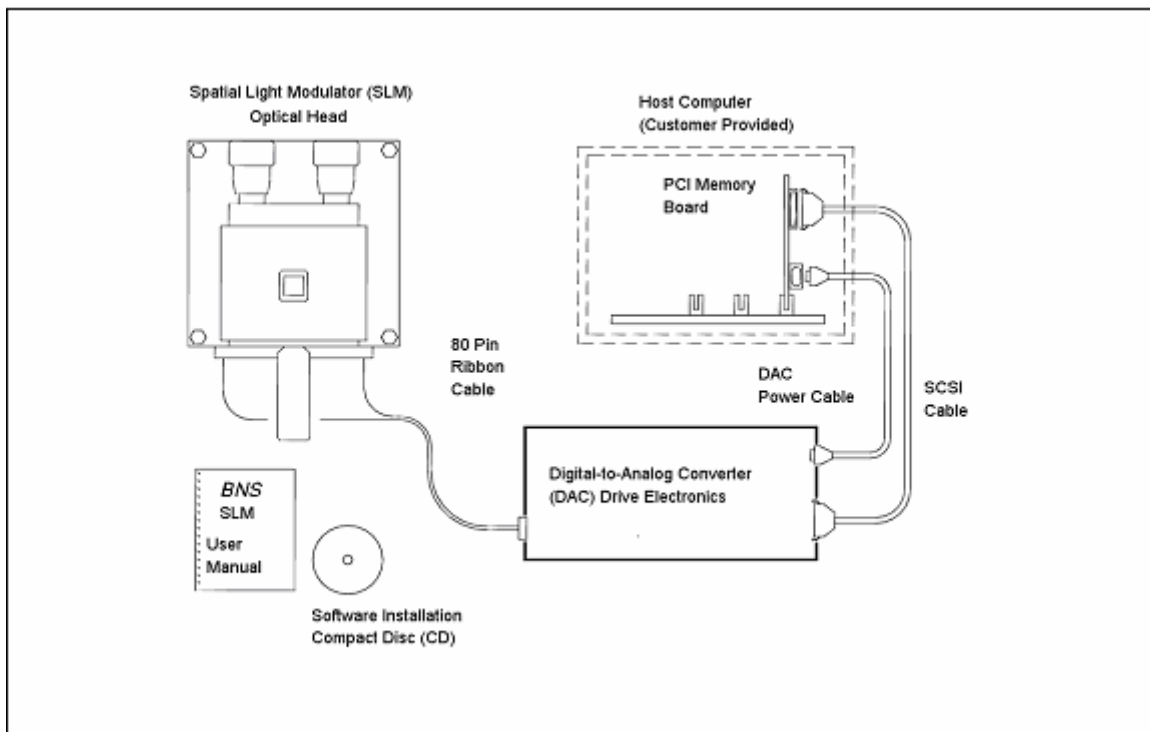 Spatial Light Modulator (SLM)
Optical Head
Host Computer
(Customer Provided)
PCI Memory
Board
80 Pin
Ribbon
Cable
DAC
Power Cable
SCSI
Cable
Digital-to-Analog Converter
(DAC) Drive Electronics
BNS
SLM
User
Manual
Software Installation
Compact Disc (CD)